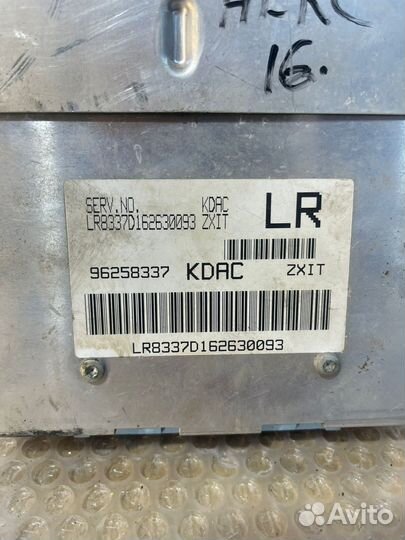 16.
SERV.NO. KDAC
LR8337D162630093 ZXIT
LR
96258337 KDAC ZXIT
LR8337D162630093
Avito